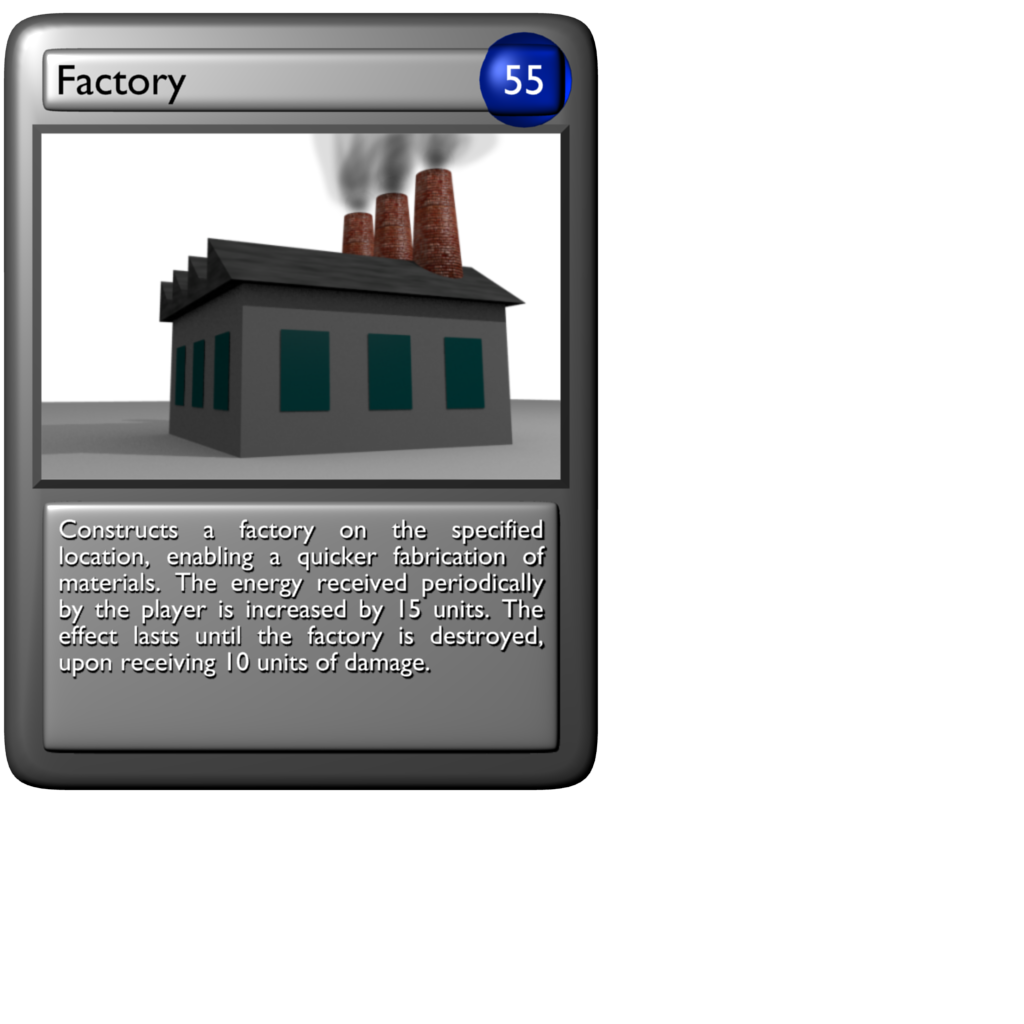 Factory
55
Constructs a factory on the specified
location, enabling a quicker fabrication of
materials. The energy received periodically
by the player is increased by 15 units. The
effect lasts until the factory is destroyed,
upon receiving 10 units of damage.